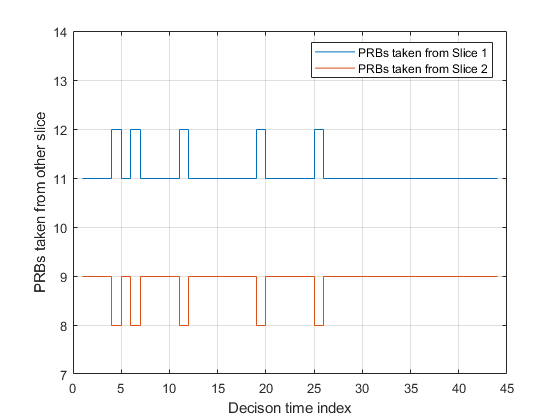 PRBs taken from Slice 1
PRBs taken from Slice 2
PRBs taken from other slice
14
13
12
11
10
9
8
7
0 5 10 15 20 25 30 35 40 45
Decison time index